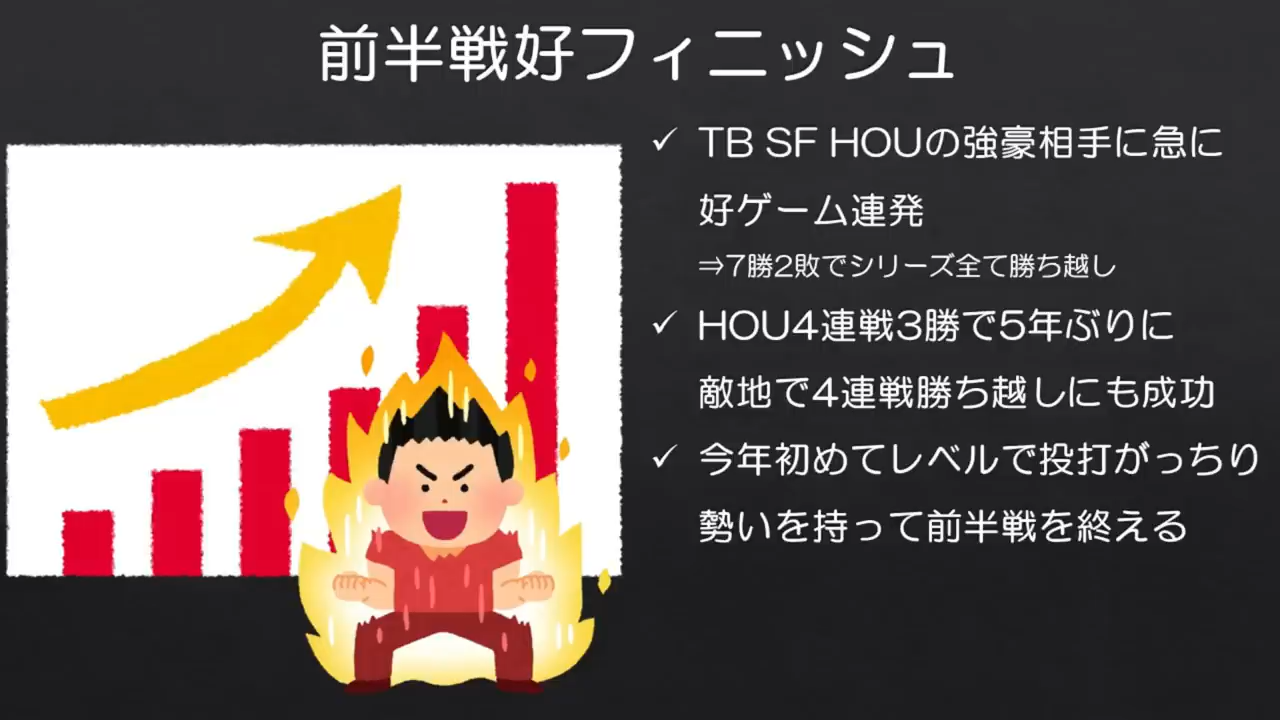 前半戦好フィニッシュ
✓ TB SF HOUの強豪相手に急に
好ゲーム連発
⇒7勝2敗でシリーズ全て勝ち越し
✓ HOU4連戦3勝で5年ぶりに
敵地で4連戦勝ち越しにも成功
✓ 今年初めてレベルで投打がっちり
勢いを持って前半戦を終える